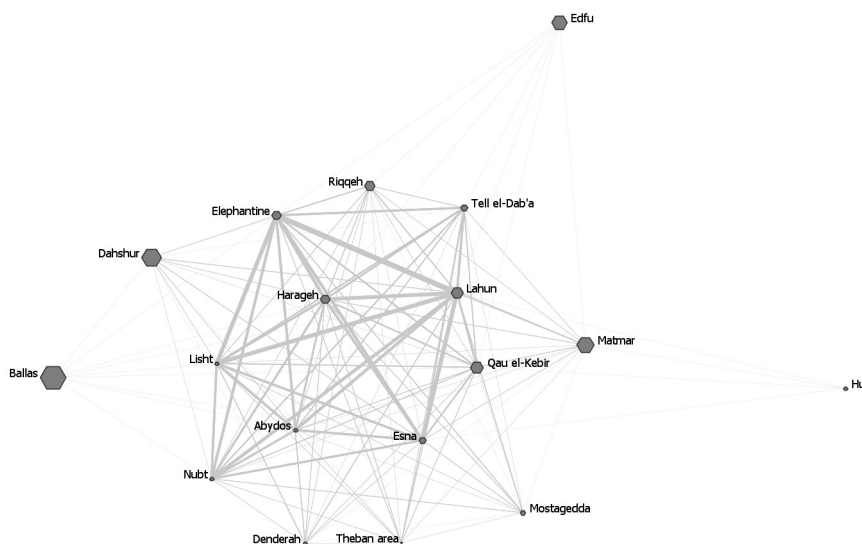 Edfu
Riqqeh
Elephantine
Tell el-Dab'a
Dahshur
Harageh
Lahun
Lisht
Matmar
Qau el-Kebir
Ballas
Hu
Abydos
Esna
Nubt
Mostagedda
Denderah
Theban area